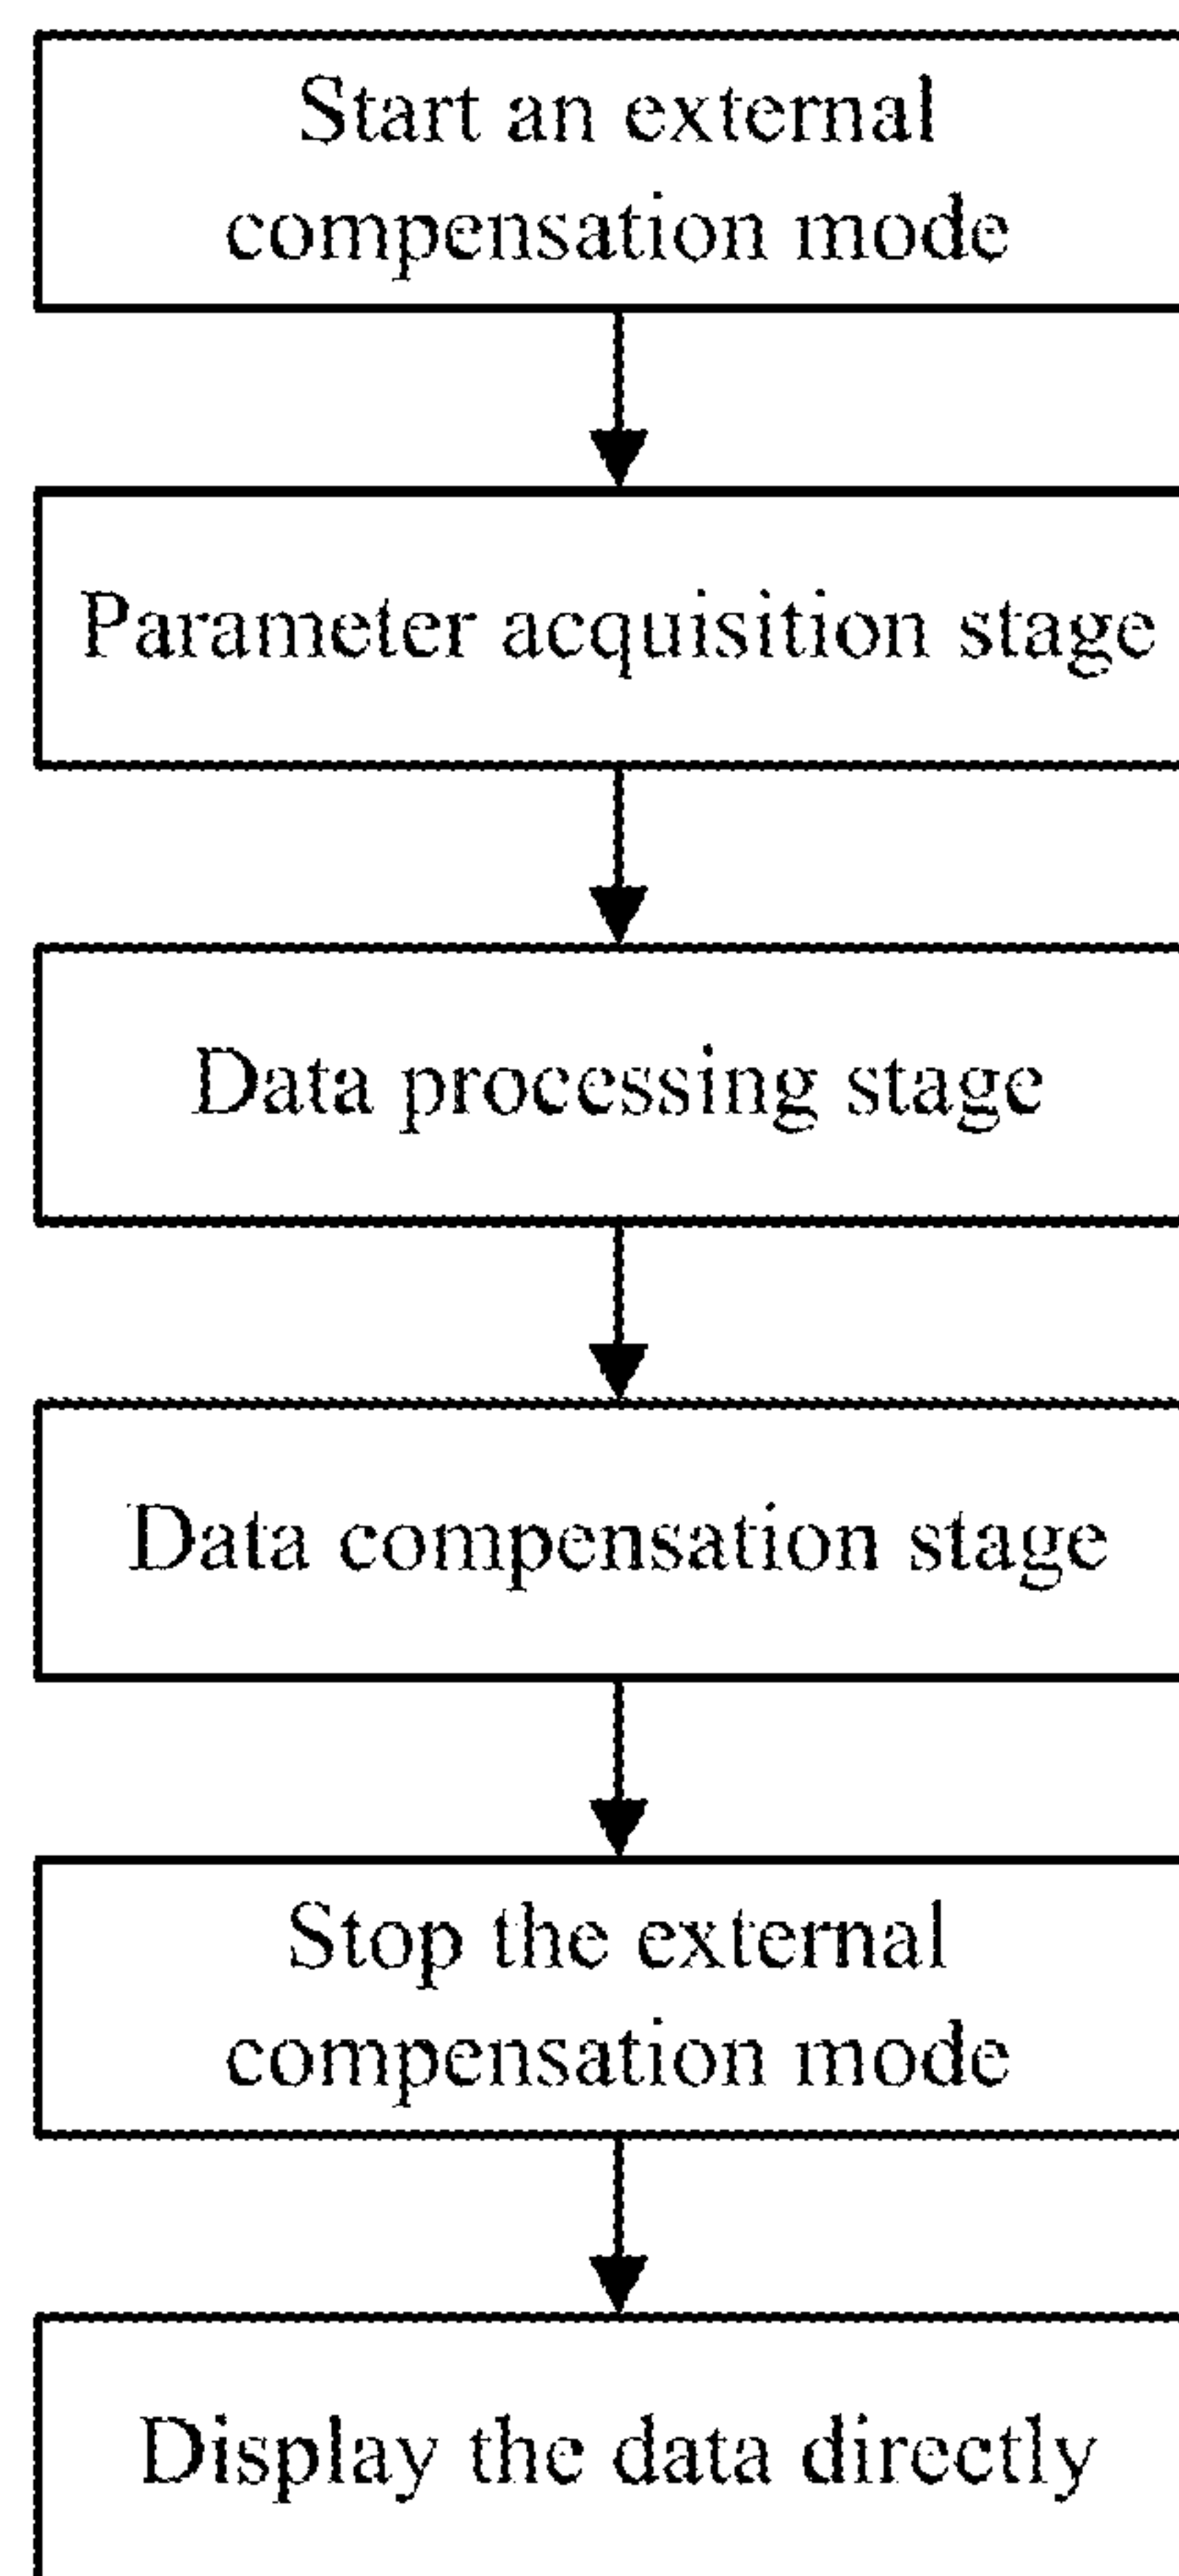 Start an external
compensation mode
Parameter acquisition stage
Data processing stage
Data compensation stage
Stop the external
compensation mode
Display the data directly